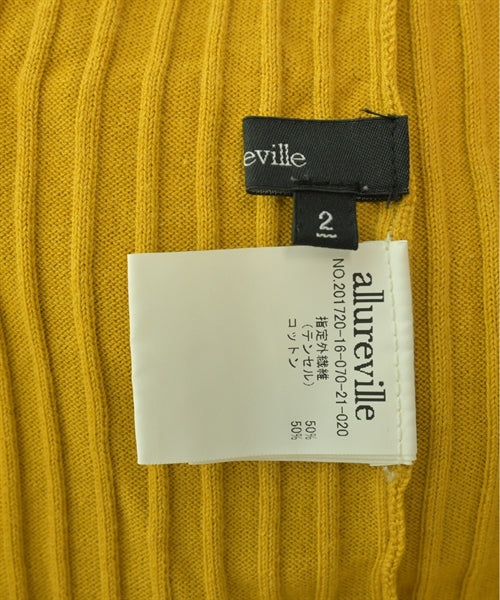 eville
2
allureville
NO.201720-16-070-21-020
指定外繊維
(テンセル) 50%
コットン 50%